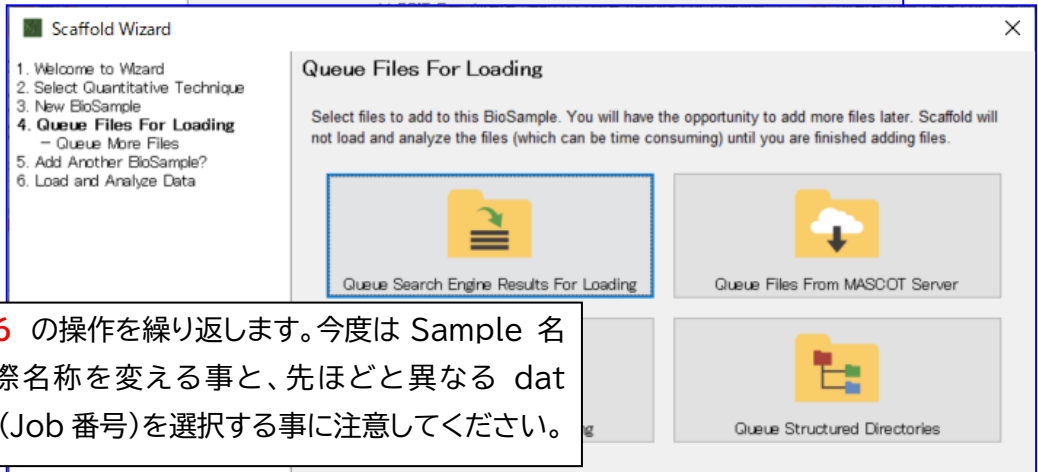 Scaffold Wizard
1. Welcome to Wizard
2. Select Quantitative Technique
3. New BioSample
4. Queue Files For Loading
– Queue More Files
5. Add Another BioSample?
6. Load and Analyze Data
Queue Files For Loading
Select files to add to this BioSample. You will have the opportunity to add more files later. Scaffold will
not load and analyze the files (which can be time consuming) until you are finished adding files.
Queue Search Engine Results For Loading
Queue Files From MASCOT Server
Queue Structured Directories
6 の操作を繰り返します。今度は Sample 名
際名称を変える事と、先ほどと異なる dat
(Job 番号)を選択する事に注意してください。